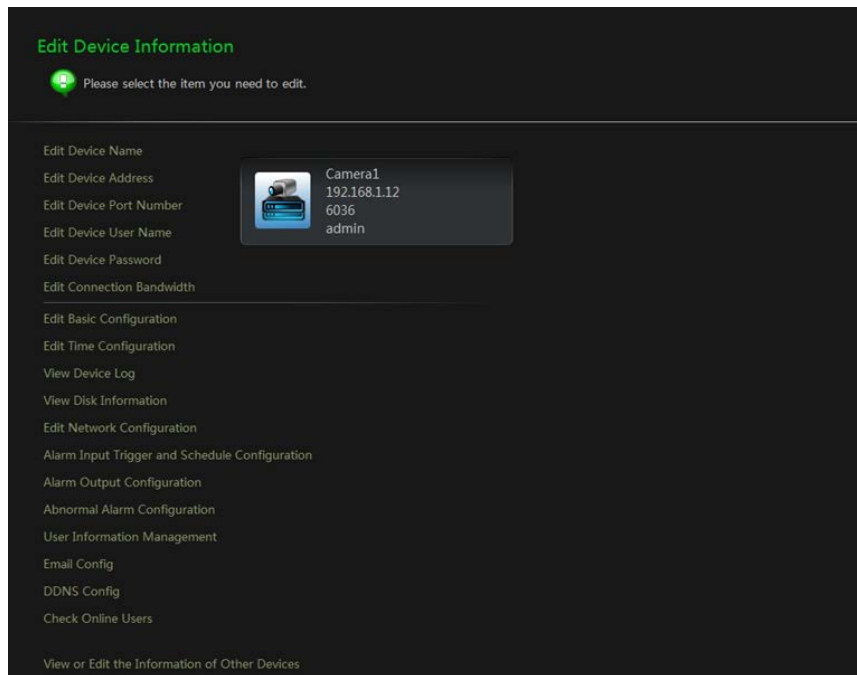 Edit Device Information
Please select the item you need to edit.
Edit Device Name
Edit Device Address
Edit Device Port Number
Edit Device User Name
Edit Device Password
Edit Connection Bandwidth
Camera1
192.168.1.12
6036
admin
Edit Basic Configuration
Edit Time Configuration
View Device Log
View Disk Information
Edit Network Configuration
Alarm Input Trigger and Schedule Configuration
Alarm Output Configuration
Abnormal Alarm Configuration
User Information Management
Email Config
DDNS Config
Check Online Users
View or Edit the Information of Other Devices